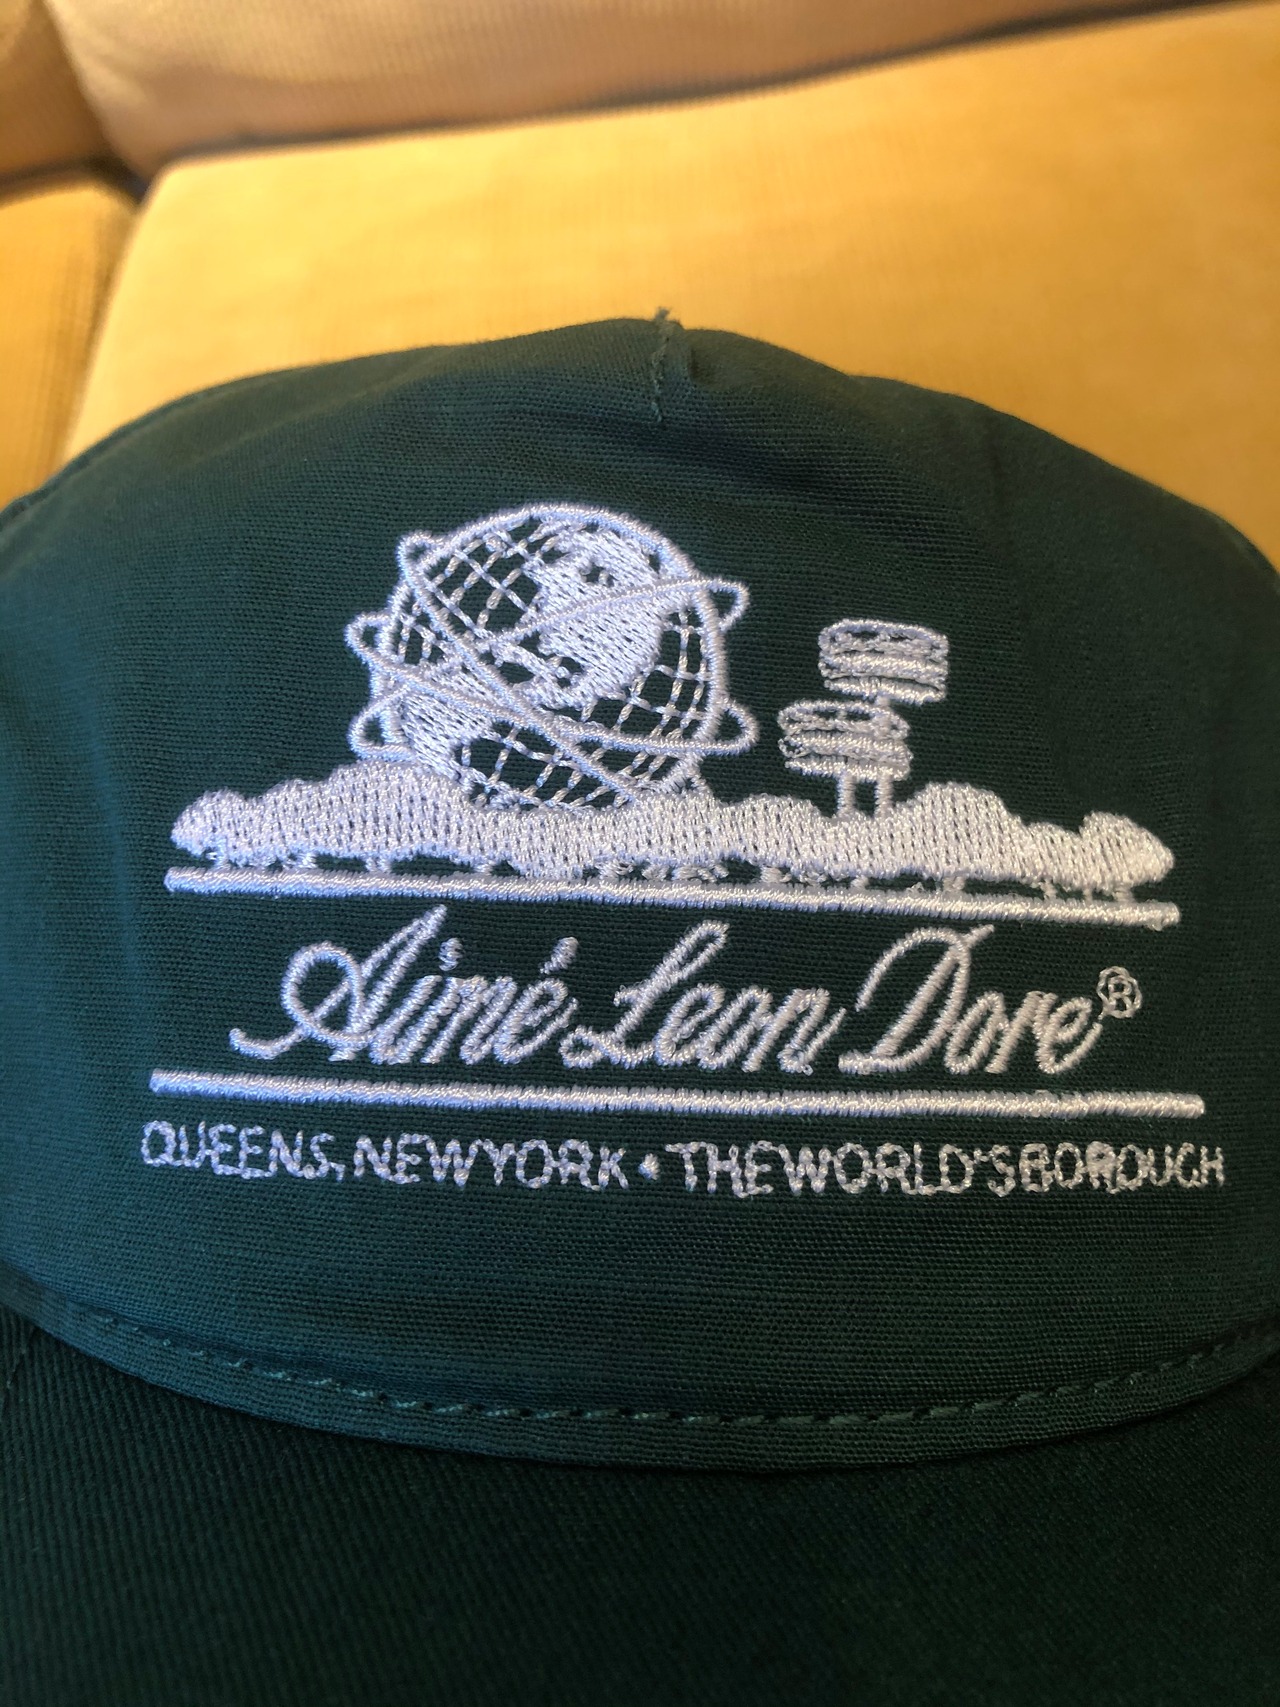 Aimé Leon Dore®
QUEENS, NEW YORK • THE WORLD'S BOROUGH